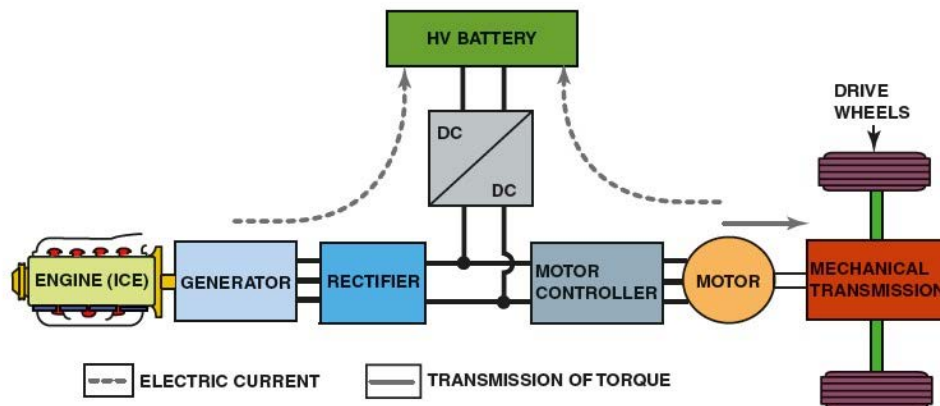 HV BATTERY
DRIVE
WHEELS
DC
DC
ENGINE (ICE)
GENERATOR
RECTIFIER
MOTOR
CONTROLLER
MOTOR
MECHANICAL
TRANSMISSION
ELECTRIC CURRENT
TRANSMISSION OF TORQUE